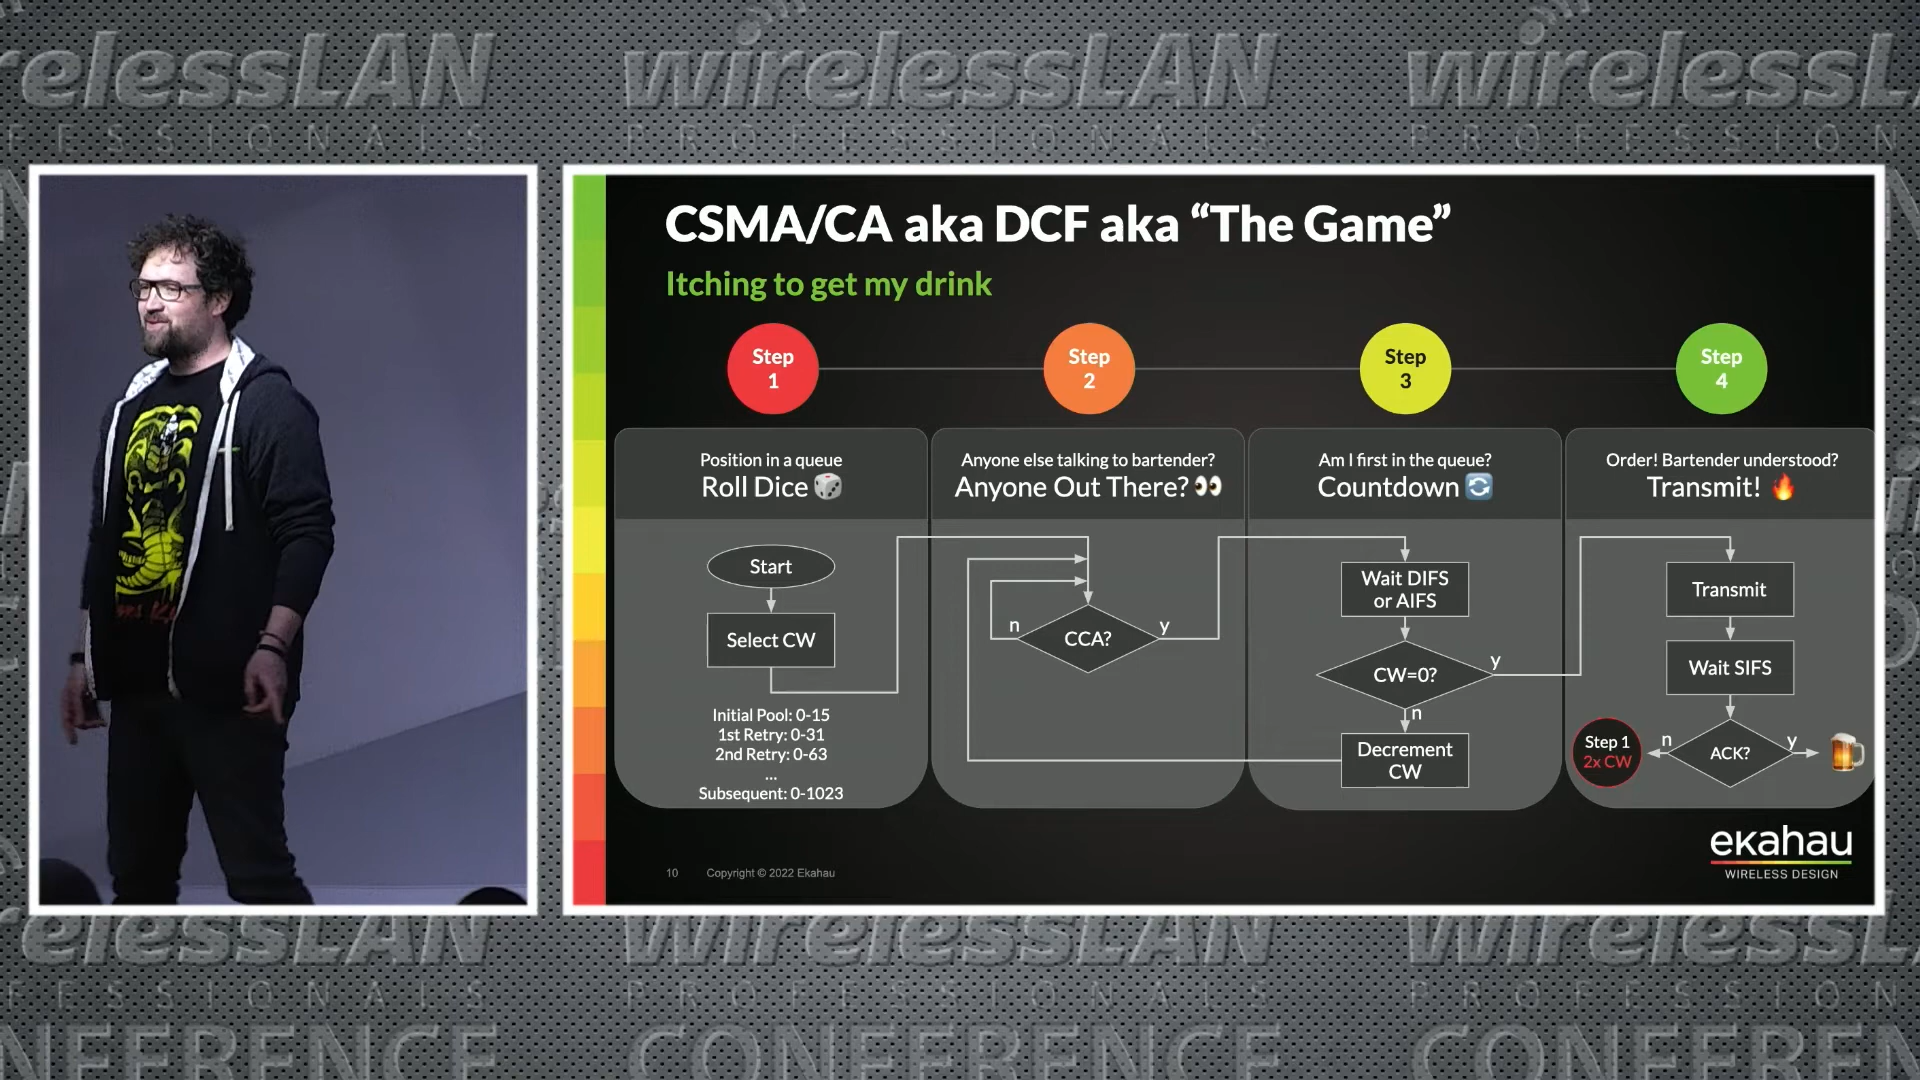 wirelessLAN
PROFESSIONALS
CSMA/CA aka DCF aka “The Game”
Itching to get my drink
Step
1
Step
2
Step
3
Step
4
Position in a queue
Roll Dice
Anyone else talking to bartender?
Anyone Out There?
Am I first in the queue?
Countdown
Order! Bartender understood?
Transmit!
Start
Select CW
Initial Pool: 0-15
1st Retry: 0-31
2nd Retry: 0-63
...
Subsequent: 0-1023
CCA?
n
y
Wait DIFS
or AIFS
CW=0?
y
n
Decrement
CW
Transmit
Wait SIFS
ACK?
n
y
Step 1
2x CW
ekahau
WIRELESS DESIGN
10
Copyright © 2022 Ekahau
wirelessLAN
PROFESSIONALS
CONFERENCE